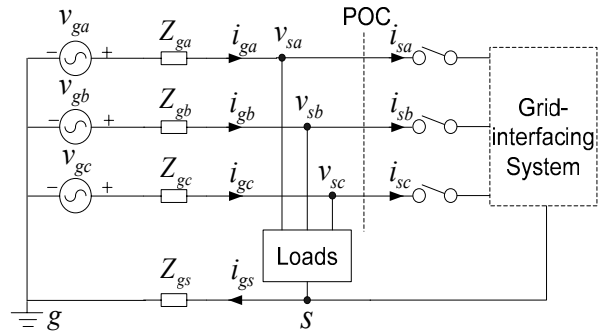 v_ga Z_ga i_ga v_sa POC i_sa
v_gb Z_gb i_gb v_sb i_sb
v_gc Z_gc i_gc v_sc i_sc
Grid-
interfacing
System
Loads
Z_gs i_gs
g s
− +
− +
− +